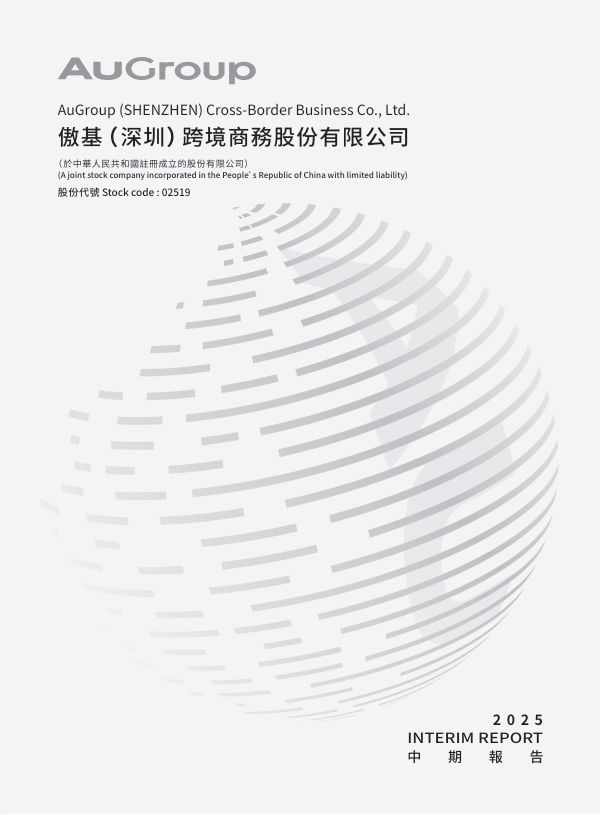 AuGroup
AuGroup (SHENZHEN) Cross-Border Business Co., Ltd.
傲基（深圳）跨境商務股份有限公司
（於中華人民共和國註冊成立的股份有限公司）
(A joint stock company incorporated in the People's Republic of China with limited liability)
股份代號 Stock code : 02519
2025
INTERIM REPORT
中期報告